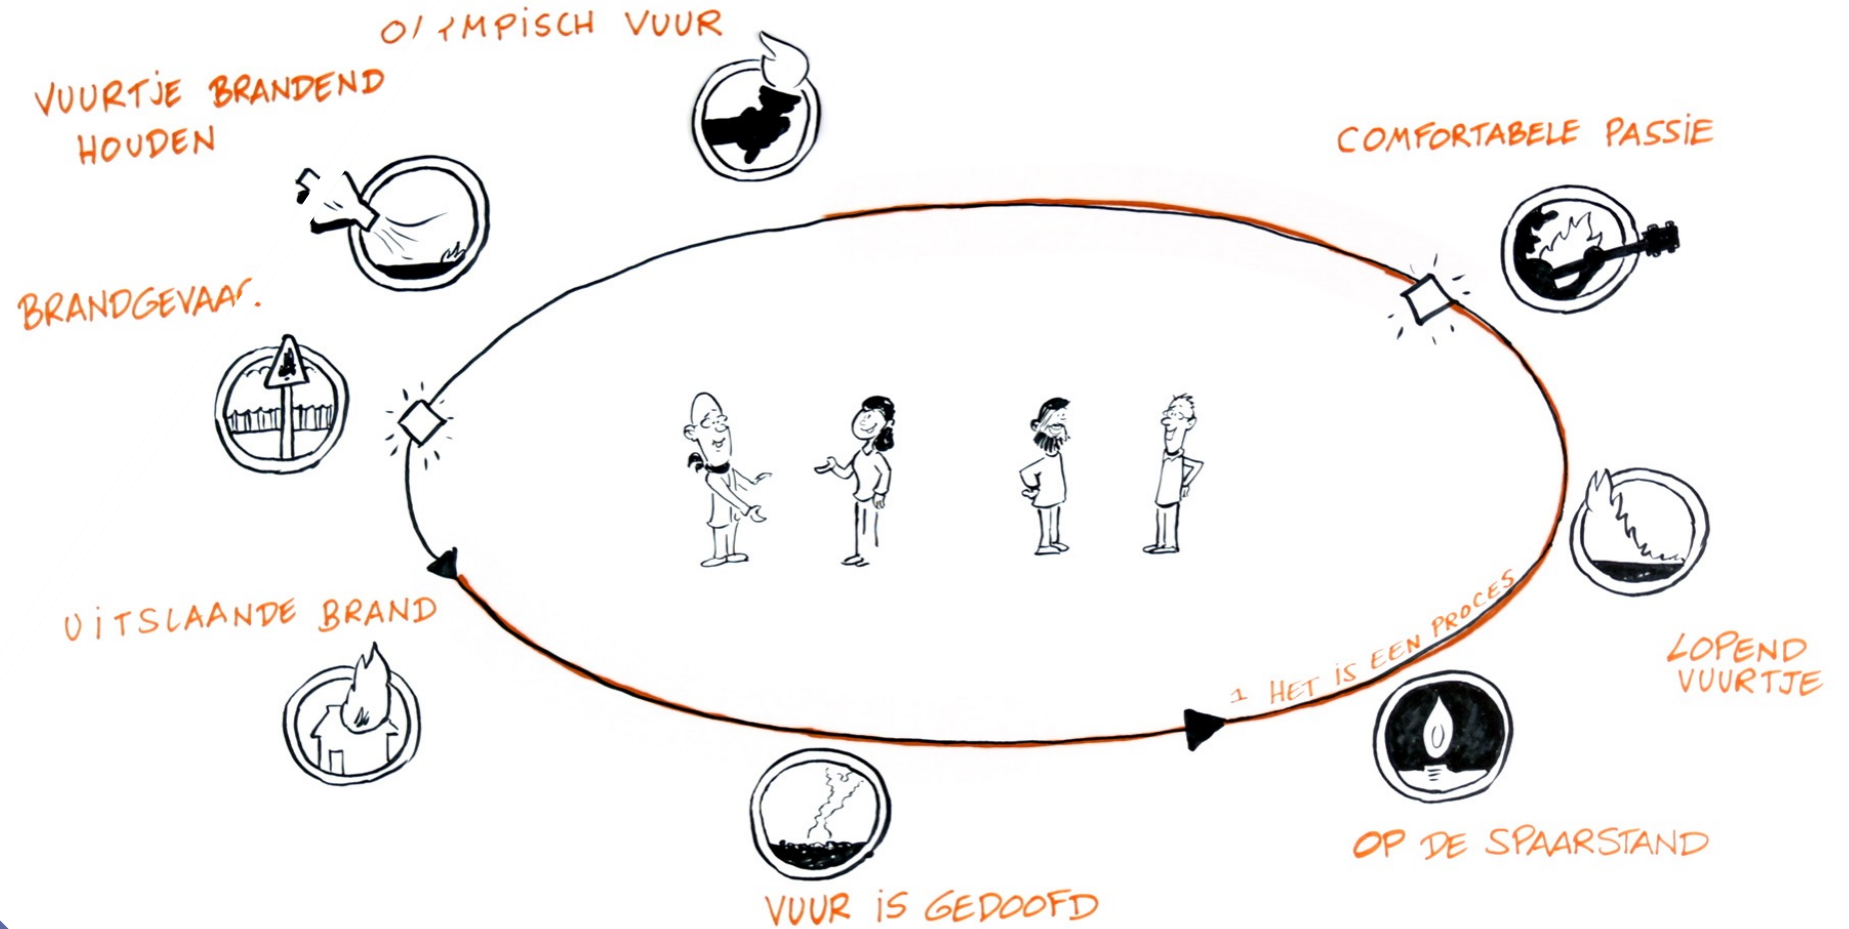 OLYMPISCH VUUR
VUURTJE BRANDEND
HOUDEN
COMFORTABELE PASSIE
BRANDGEVAAR.
UITSLAANDE BRAND
1 HET IS EEN PROCES
LOPEND
VUURTJE
OP DE SPAARSTAND
VUUR IS GEDOOFD